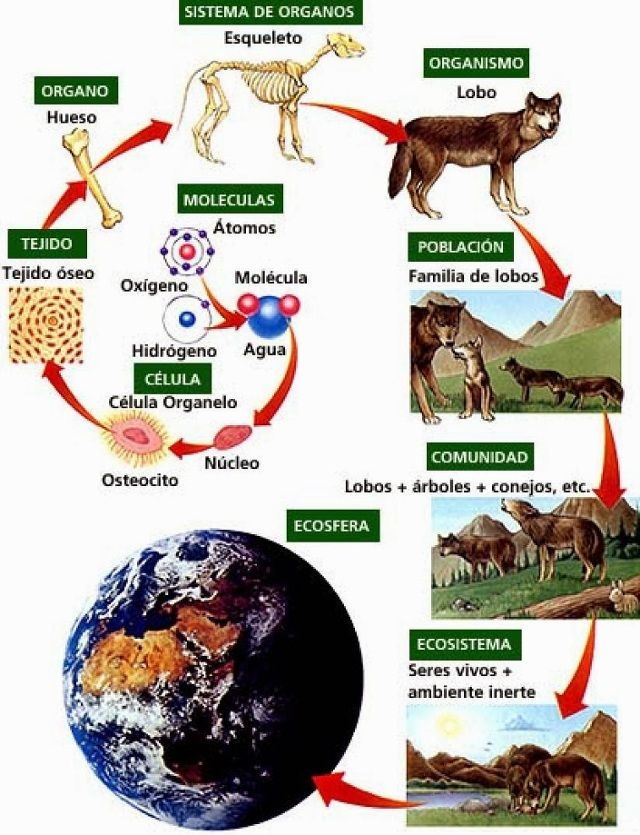 SISTEMA DE ORGANOS
Esqueleto
ORGANISMO
Lobo
ORGANO
Hueso
MOLECULAS
Átomos
Oxígeno
Molécula
Hidrógeno
Agua
TEJIDO
Tejido óseo
CÉLULA
Célula Organelo
Núcleo
Osteocito
POBLACIÓN
Familia de lobos
COMUNIDAD
Lobos + árboles + conejos, etc.
ECOSISTEMA
Seres vivos +
ambiente inerte
ECOSFERA